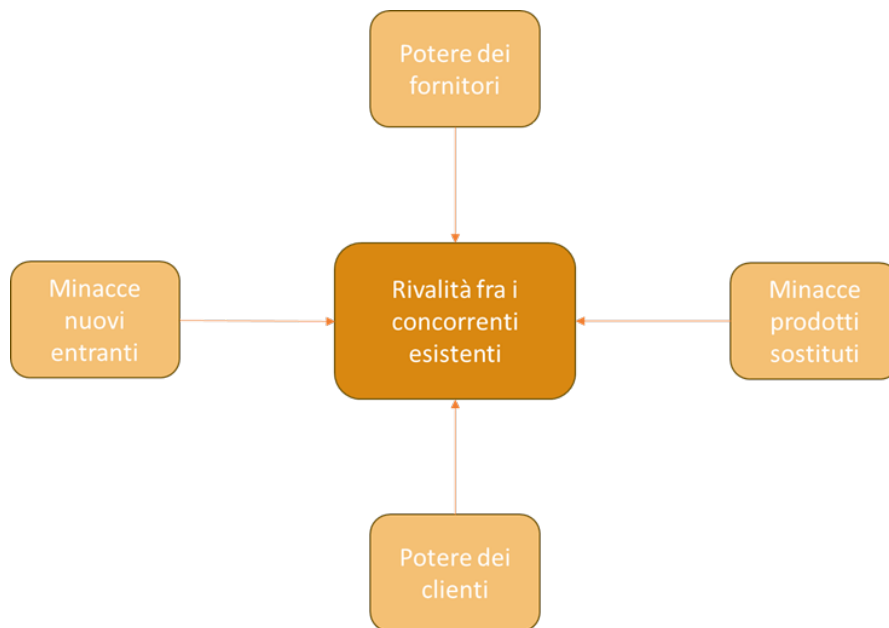 Potere dei
fornitori
Minacce
nuovi
entranti
Rivalità fra i
concorrenti
esistenti
Minacce
prodotti
sostituti
Potere dei
clienti